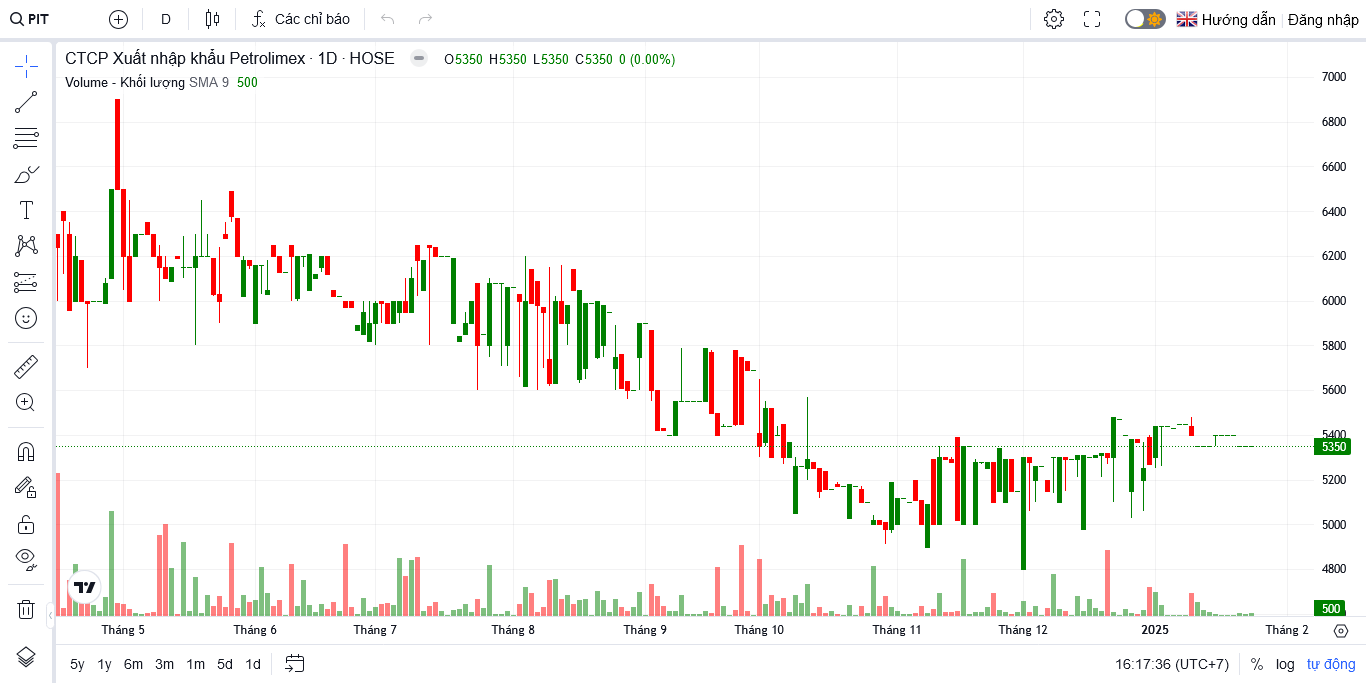 PIT D Các chỉ báo Hướng dẫn Đăng nhập
CTCP Xuất nhập khẩu Petrolimex · 1D · HOSE O5350 H5350 L5350 C5350 0 (0.00%)
Volume - Khối lượng SMA 9 500
7000
6800
6600
6400
6200
6000
5800
5600
5400
5350
5200
5000
4800
500
Tháng 5 Tháng 6 Tháng 7 Tháng 8 Tháng 9 Tháng 10 Tháng 11 Tháng 12 2025 Tháng 2
5y 1y 6m 3m 1m 5d 1d 16:17:36 (UTC+7) % log tự động